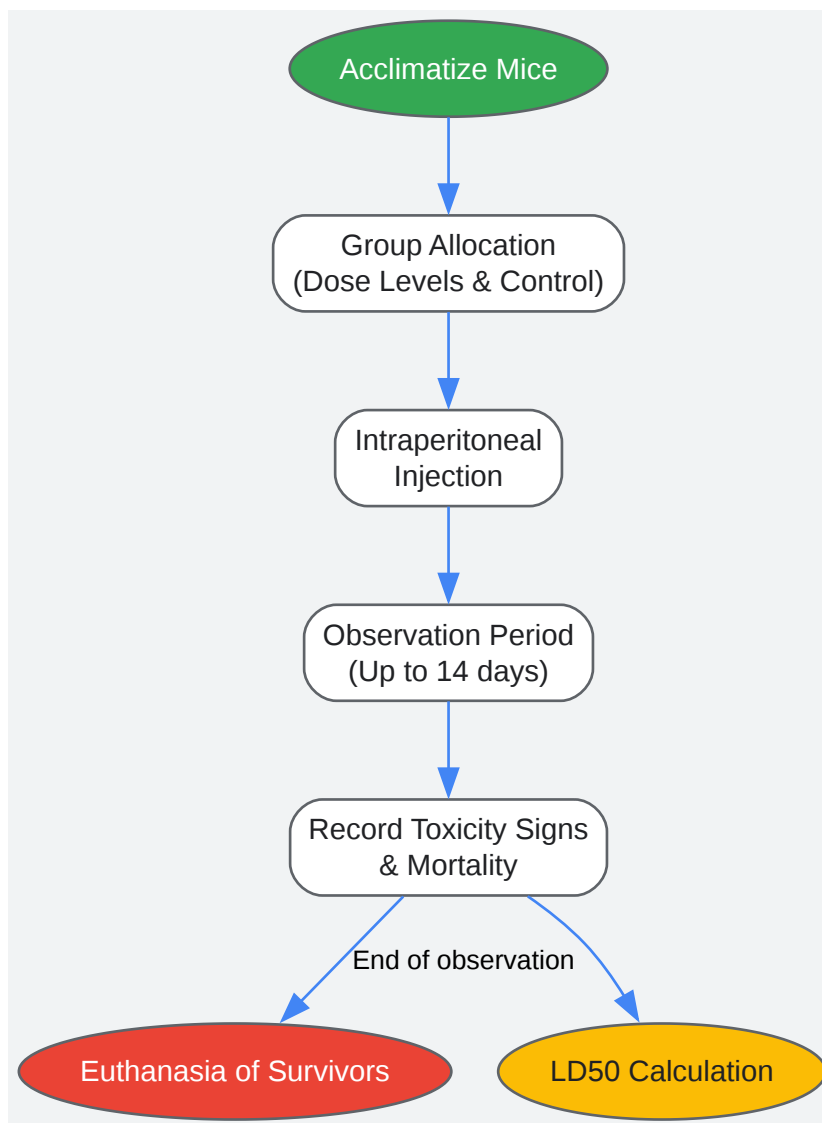 Acclimatize Mice
Group Allocation
(Dose Levels & Control)
Intraperitoneal
Injection
Observation Period
(Up to 14 days)
Record Toxicity Signs
& Mortality
End of observation
Euthanasia of Survivors
LD50 Calculation